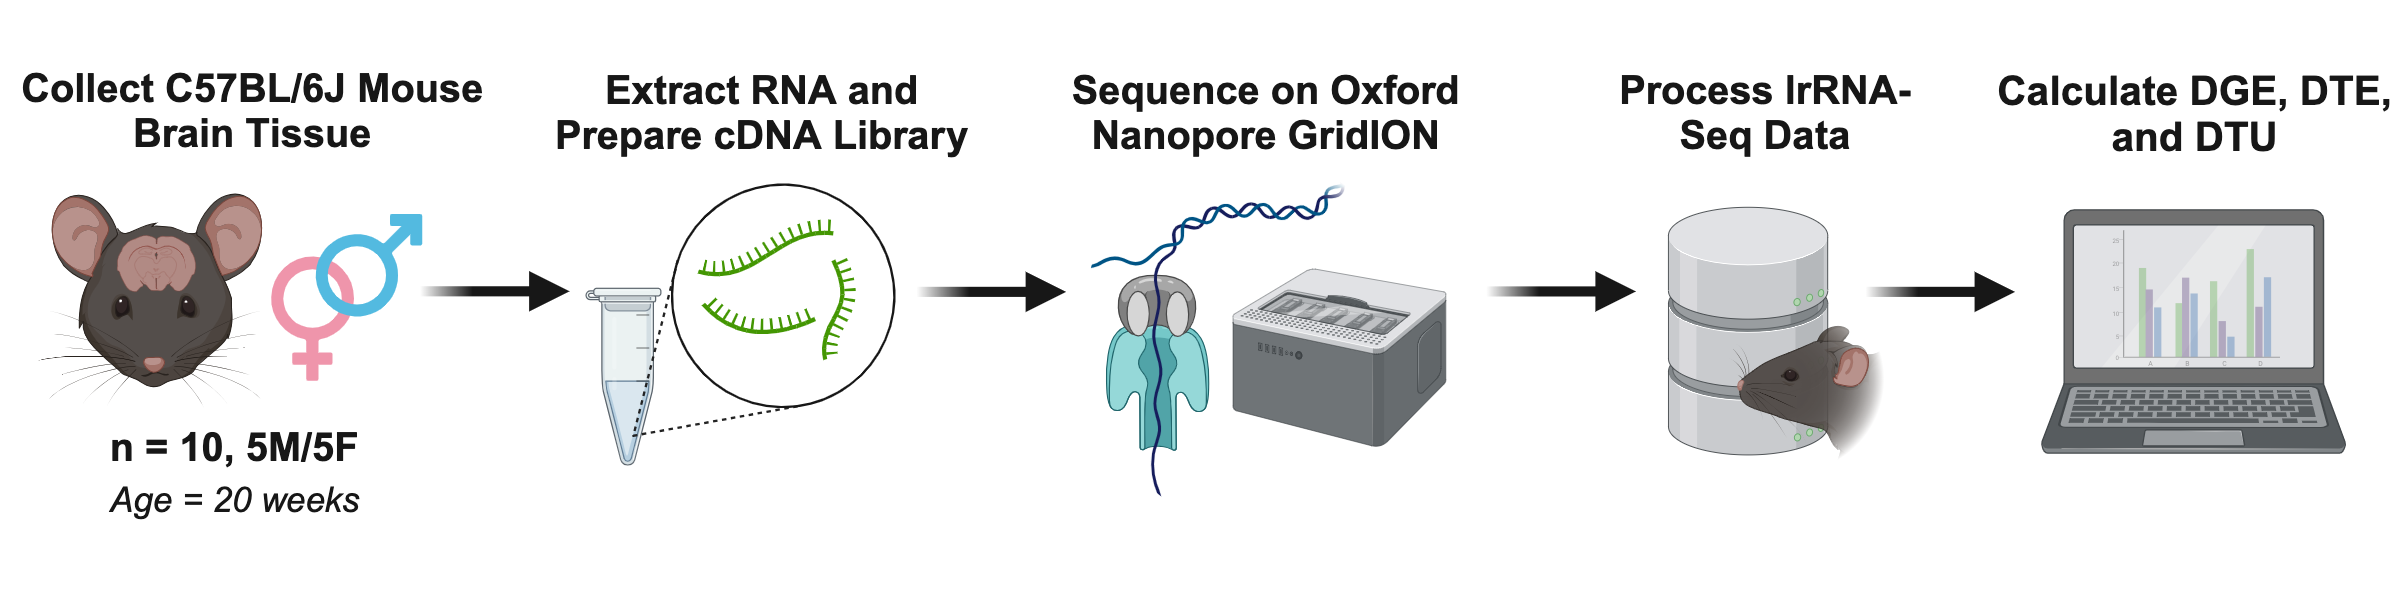 Collect C57BL/6J Mouse
Brain Tissue
Extract RNA and
Prepare cDNA Library
Sequence on Oxford
Nanopore GridION
Process lrRNA-
Seq Data
Calculate DGE, DTE,
and DTU
n = 10, 5M/5F
Age = 20 weeks
A B C D